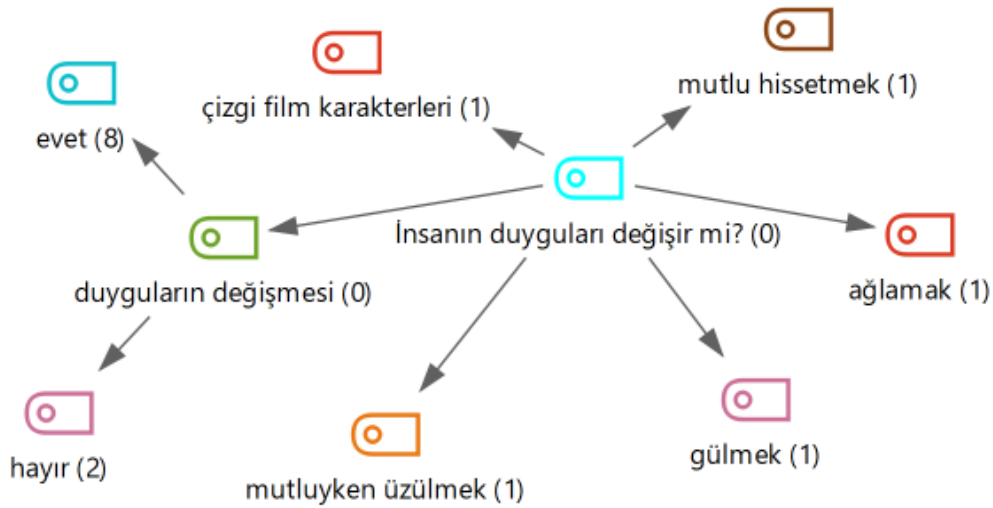 mutlu hissetmek (1)
çizgi film karakterleri (1)
evet (8)
İnsanın duyguları değişir mi? (0)
duyguların değişmesi (0)
ağlamak (1)
gülmek (1)
hayır (2)
mutluyken üzülmek (1)